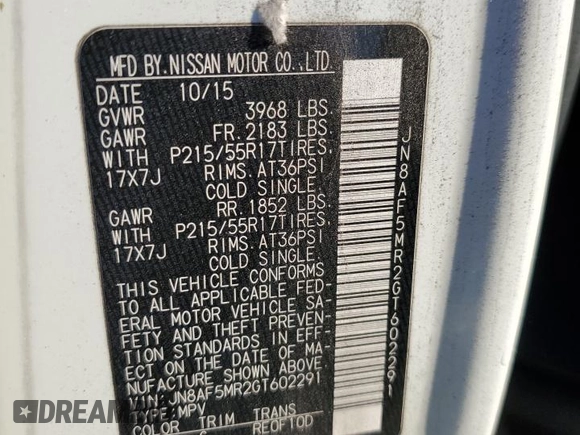 MFD BY.NISSAN MOTOR CO.,LTD.
DATE 10/15
GVWR 3968 LBS.
GAWR FR. 2183 LBS.
WITH P215/55R17TIRES,
17X7J RIMS.AT36PSI
COLD SINGLE.
GAWR RR. 1852 LBS.
WITH P215/55R17TIRES,
17X7J RIMS.AT36PSI
COLD SINGLE.
THIS VEHICLE CONFORMS
TO ALL APPLICABLE FED-
ERAL MOTOR VEHICLE SA-
FETY AND THEFT PREVEN-
TION STANDARDS IN EFF-
ECT ON THE DATE OF MA-
NUFACTURE SHOWN ABOVE.
VIN:JN8AF5MR2GT602291
TYPE:MPV
COLOR TRIM TRANS
JN8AF5MR2GT602291
DREAM